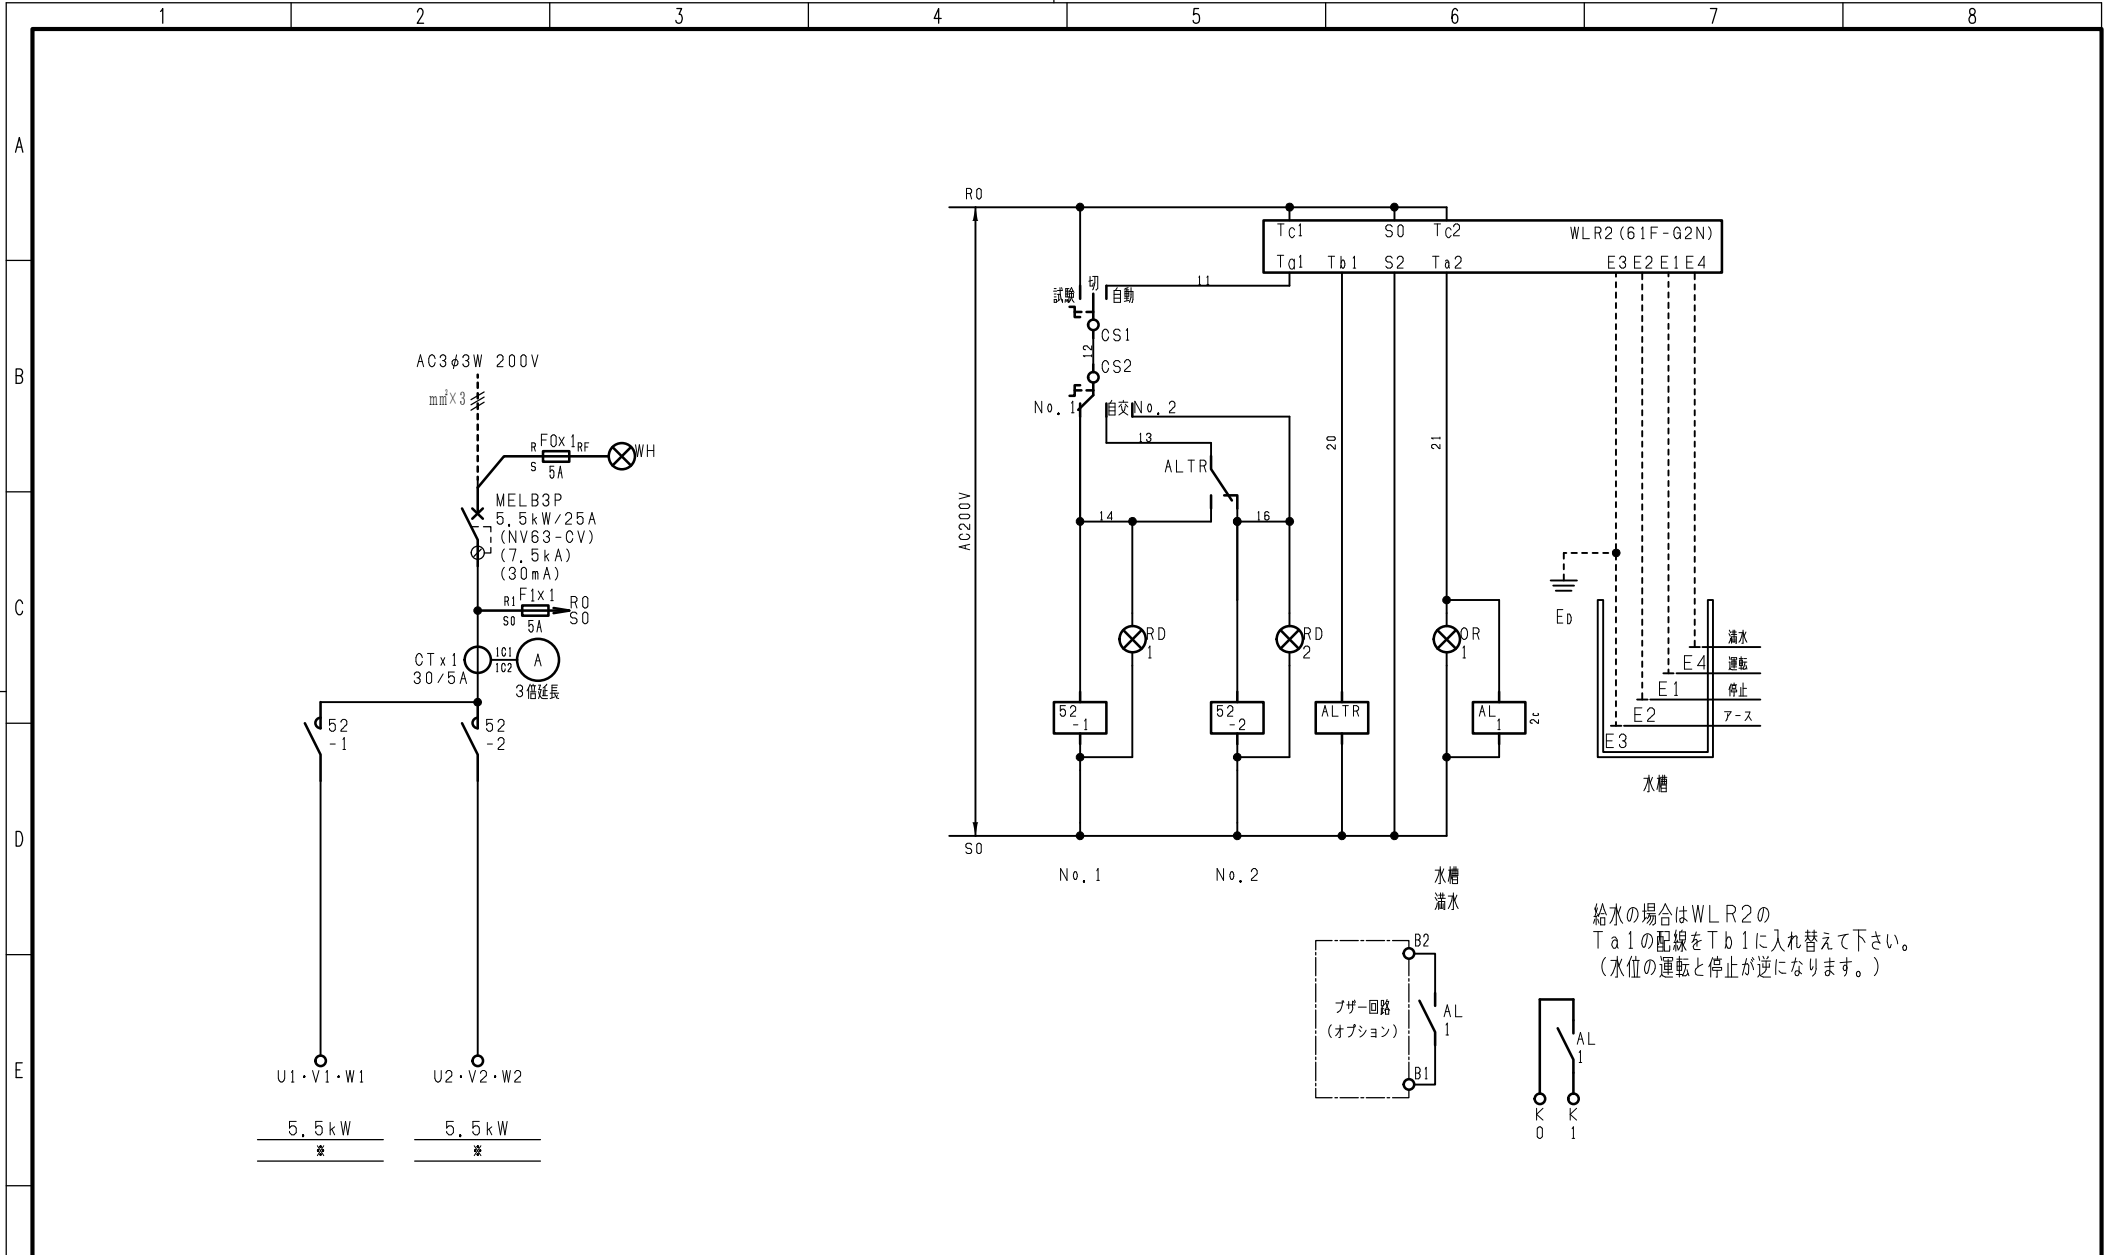 1 2 3 4 5 6 7 8
A
B
C
D
E
AC3φ3W 200V
mm²×3
R
S
F0x1
RF
5A
WH
MELB3P
5.5kW/25A
(NV63-CV)
(7.5kA)
(30mA)
R1
S0
F1x1
5A
R0
S0
CTx1
30/5A
1C1
1C2
A
3倍延長
52
-1
52
-2
U1・V1・W1
U2・V2・W2
5.5kW
※
5.5kW
※
R0
AC200V
S0
Tc1 S0 Tc2 WLR2(61F-G2N)
Ta1 Tb1 S2 Ta2 E3 E2 E1 E4
試験 切 自動
11
CS1
12
CS2
No.1 自交 No.2
13
ALTR
14
16
20
21
RD
1
RD
2
OR
1
52
-1
52
-2
ALTR
AL
1
2c
ED
満水
E4 運転
E1 停止
E2 アース
E3
水槽
No.1
No.2
水槽
満水
給水の場合はWLR2の
Ta1の配線をTb1に入れ替えて下さい。
(水位の運転と停止が逆になります。)
ブザー回路
(オプション)
B2
AL
1
B1
AL
1
K
0
K
1